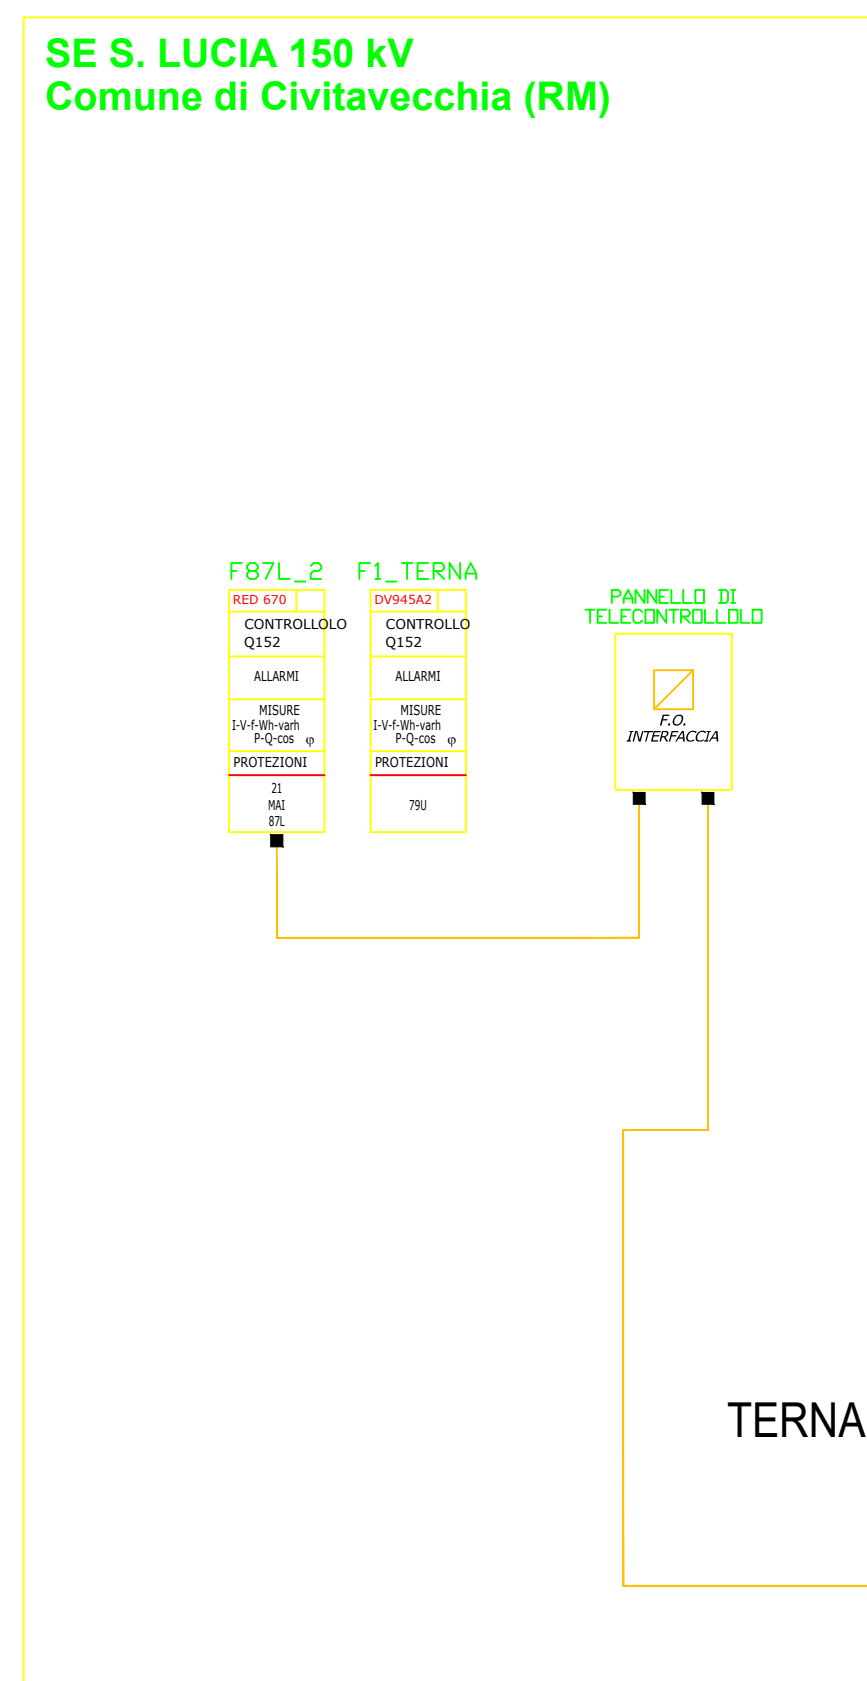 SE S. LUCIA 150 kV
Comune di Civitavecchia (RM)
F87L_2
RED 670
CONTROLLOLO
Q152
ALLARMI
MISURE
I-V-f-Wh-varh
P-Q-cos φ
PROTEZIONI
21
MAI
87L
F1_TERNA
DV945A2
CONTROLLO
Q152
ALLARMI
MISURE
I-V-f-Wh-varh
P-Q-cos φ
PROTEZIONI
79U
PANNELLO DI
TELECONTROLLOLO
F.O.
INTERFACCIA
TERNA